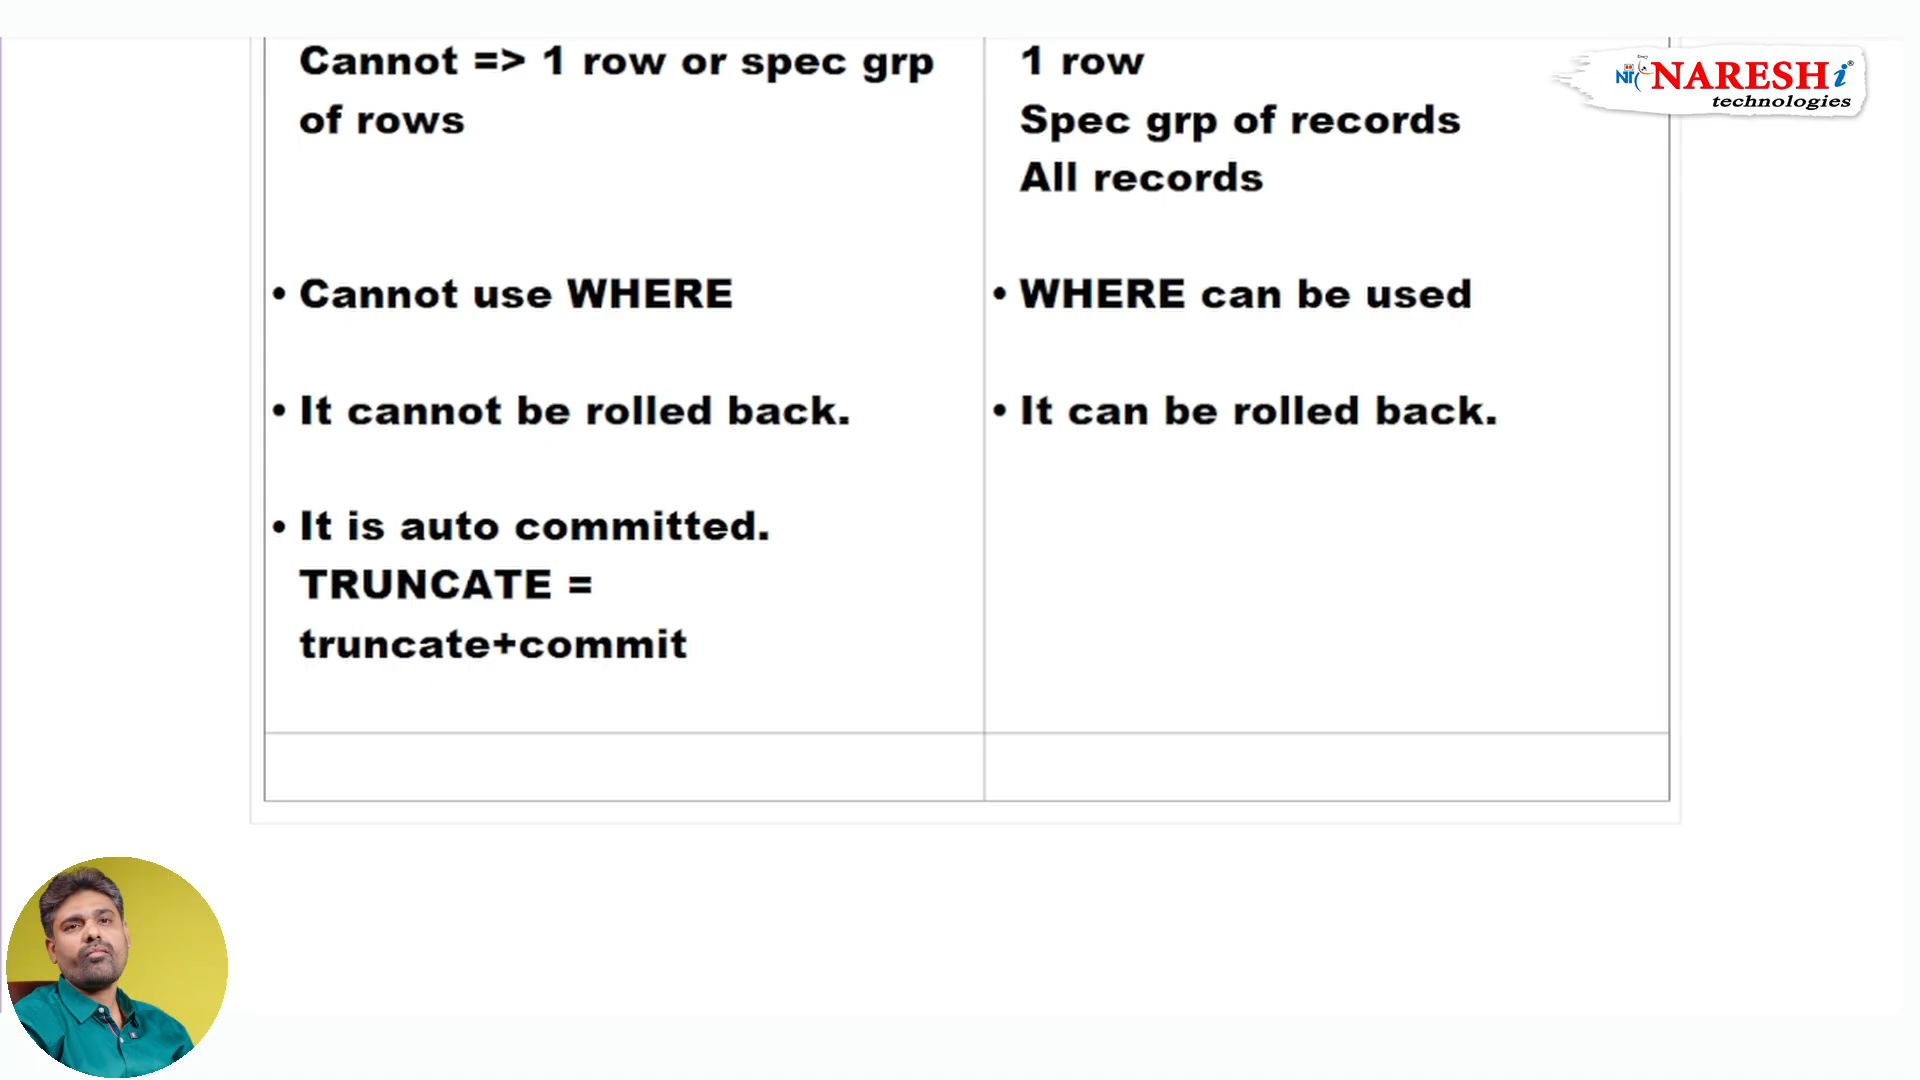 Cannot => 1 row or spec grp
of rows
• Cannot use WHERE
• It cannot be rolled back.
• It is auto committed.
TRUNCATE =
truncate+commit
1 row
Spec grp of records
All records
• WHERE can be used
• It can be rolled back.
NT NARESH i ®
technologies